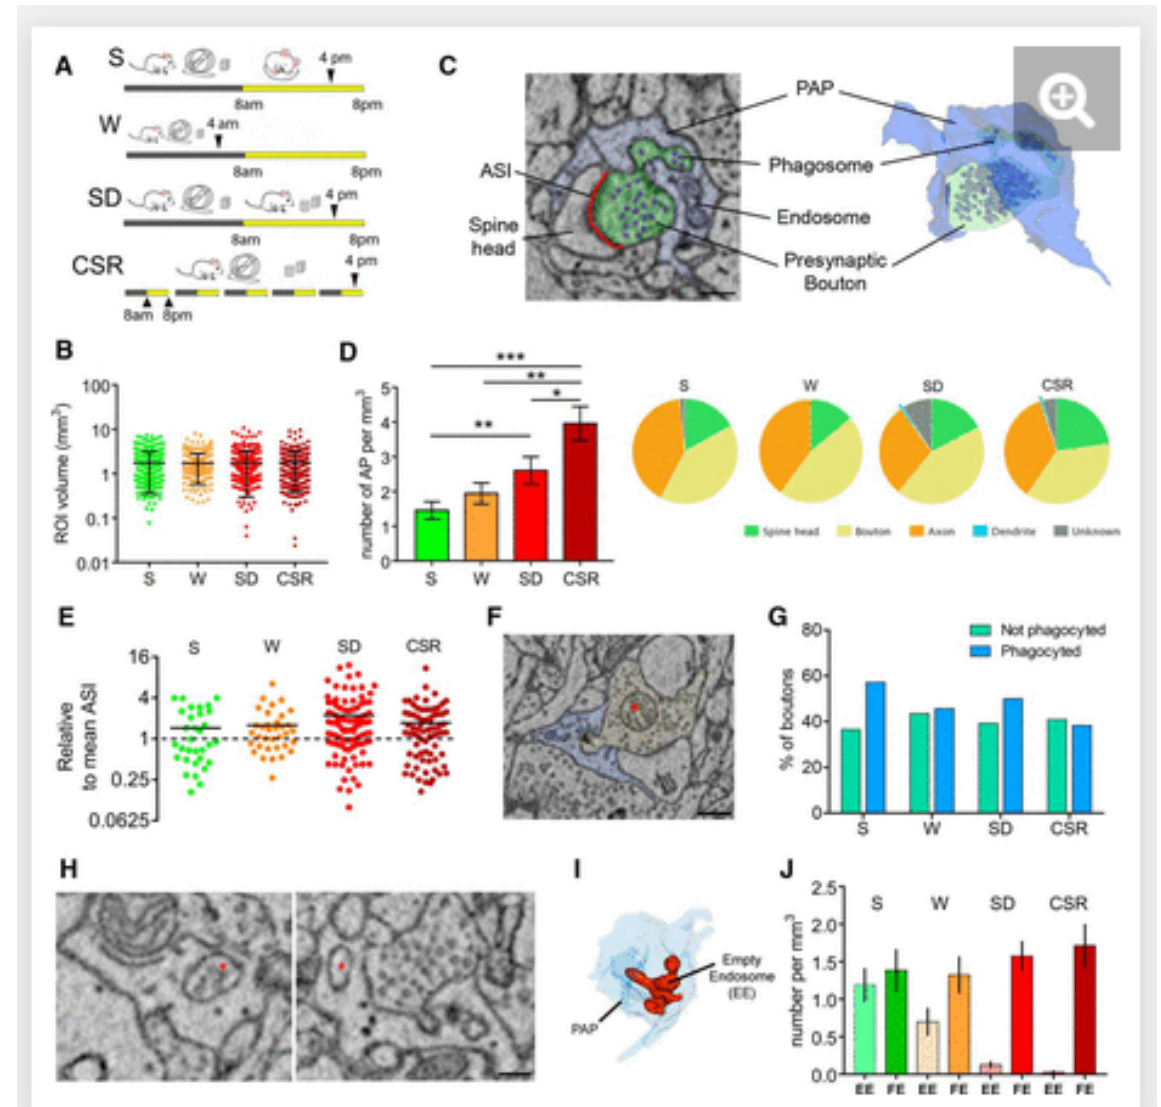 A
S
4 pm
8am
8pm
W
4 am
8am
8pm
SD
4 pm
8am
8pm
CSR
4 pm
8am 8pm
C
PAP
ASI
Phagosome
Spine
head
Endosome
Presynaptic
Bouton
B
ROI volume (mm³)
100
10
1
0.1
0.01
S W SD CSR
D
number of AP per mm³
5
4
3
2
1
0
***
**
*
**
S W SD CSR
S W SD CSR
Spine head Bouton Axon Dendrite Unknown
E
Relative
to mean ASI
S W SD CSR
16
4
1
0.25
0.0625
F
*
G
Not phagocyted
Phagocyted
% of boutons
80
60
40
20
0
S W SD CSR
H
* *
I
Empty
Endosome
(EE)
PAP
J
number per mm³
2.5
2.0
1.5
1.0
0.5
0.0
S W SD CSR
EE FE EE FE EE FE EE FE